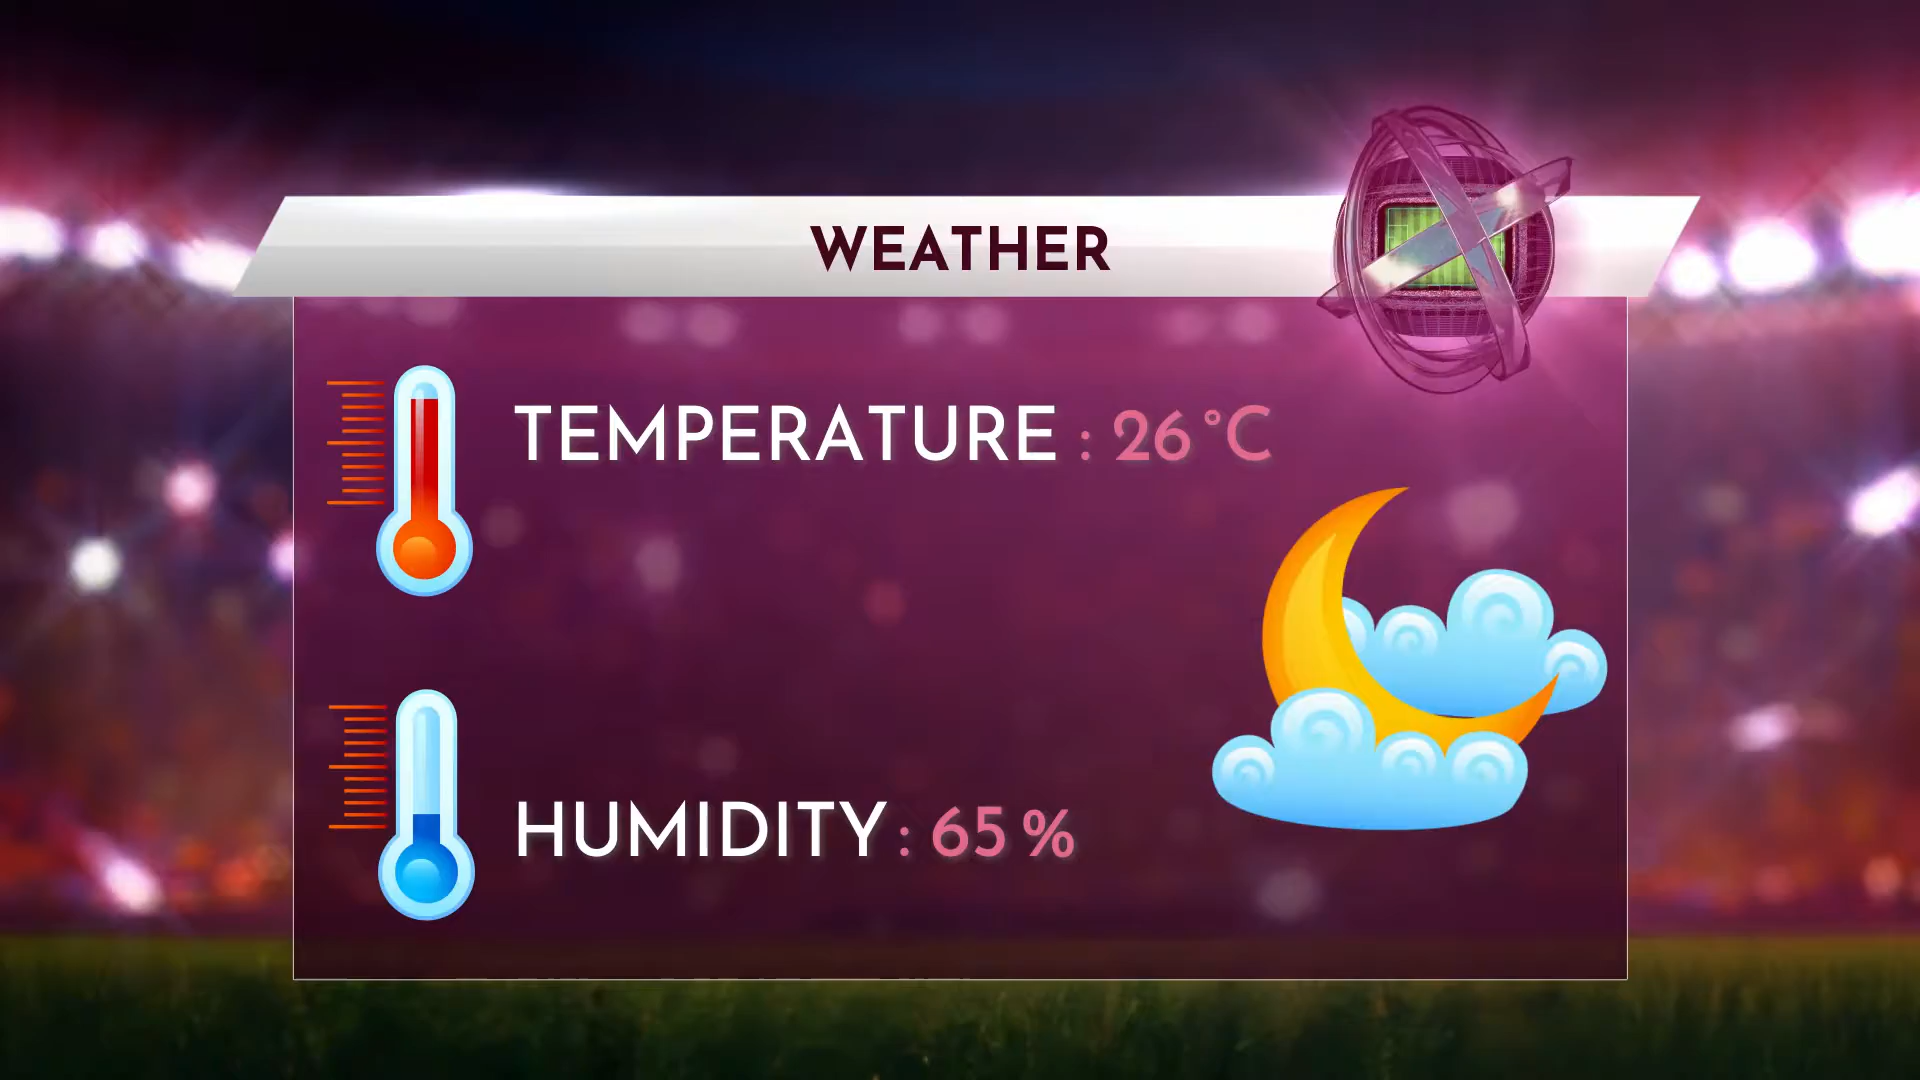 WEATHER
TEMPERATURE : 26°C
HUMIDITY : 65 %